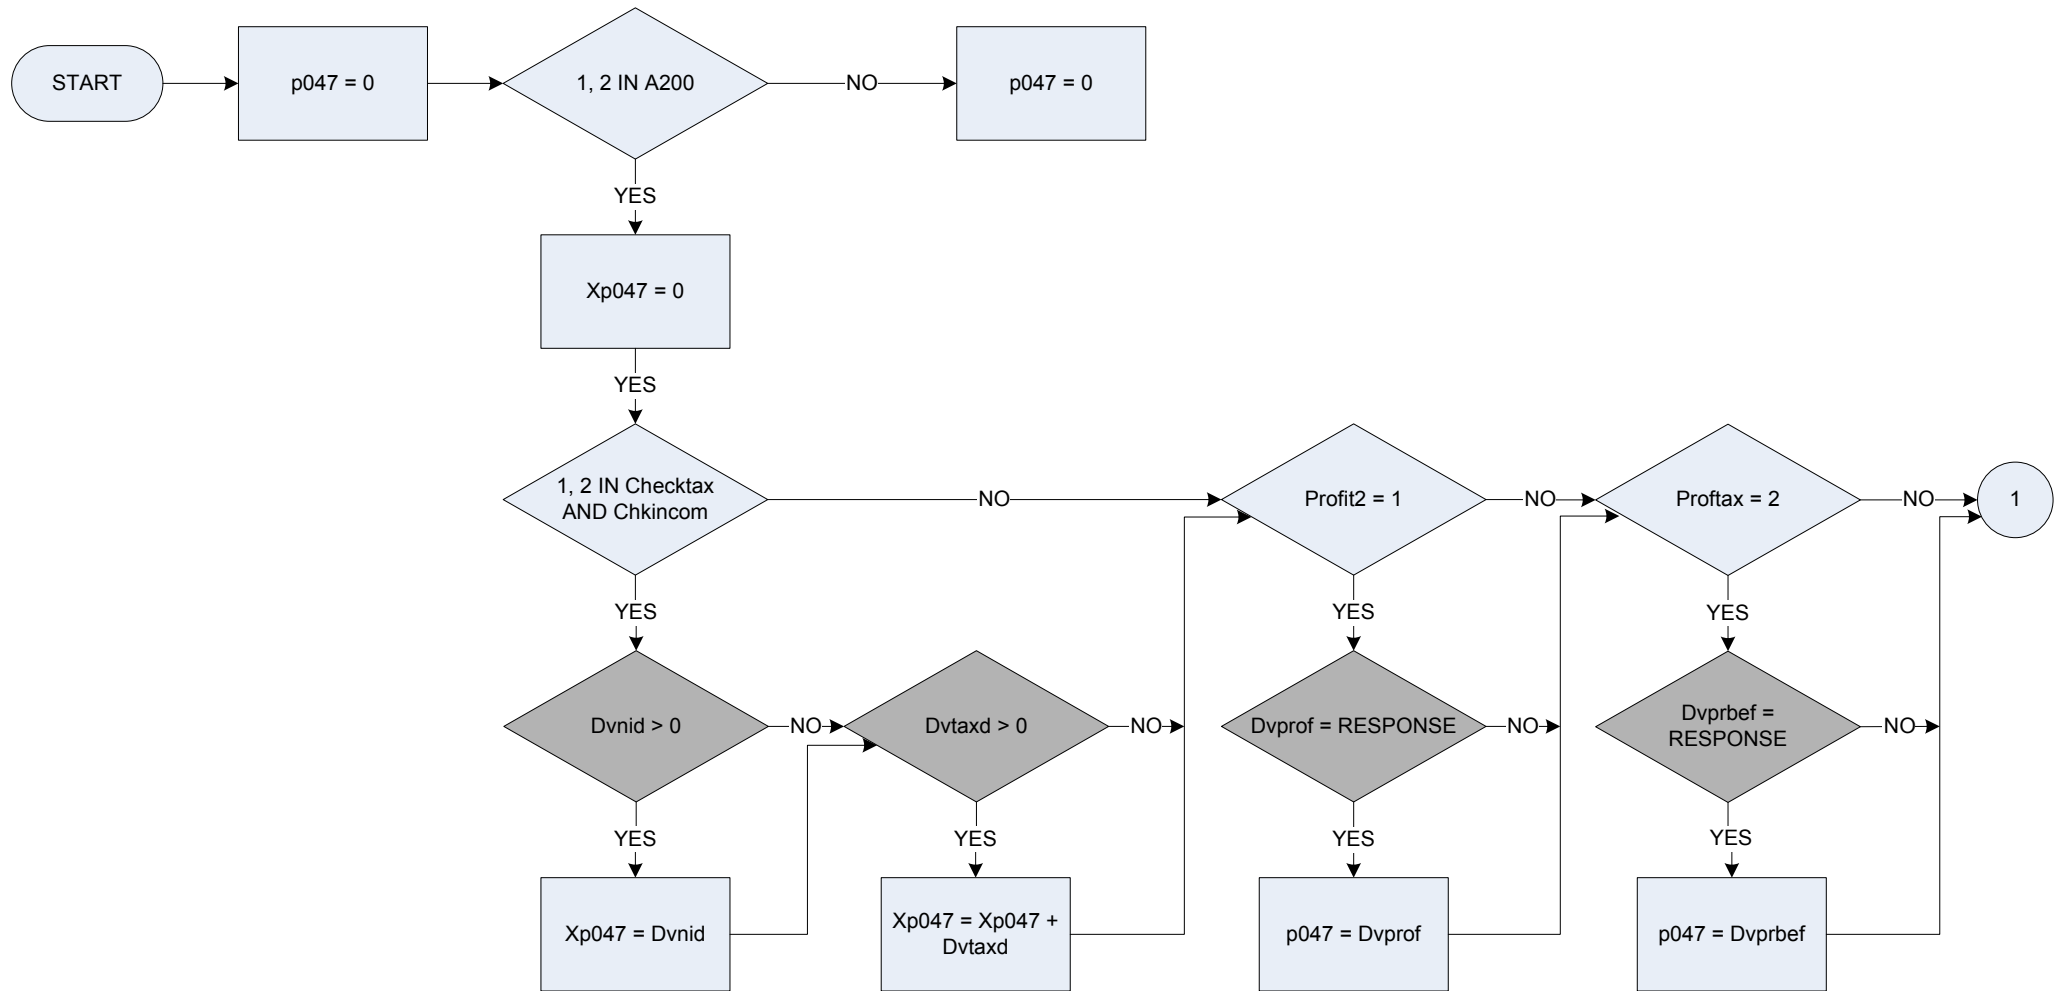 START
p047 = 0
1, 2 IN A200
NO
p047 = 0
YES
Xp047 = 0
YES
1, 2 IN Checktax
AND Chkincom
NO
Profit2 = 1
NO
Proftax = 2
NO
1
YES
YES
YES
Dvnid > 0
NO
Dvtaxd > 0
NO
Dvprof = RESPONSE
NO
Dvprbef =
RESPONSE
NO
YES
YES
YES
YES
Xp047 = Dvnid
Xp047 = Xp047 +
Dvtaxd
p047 = Dvprof
p047 = Dvprbef